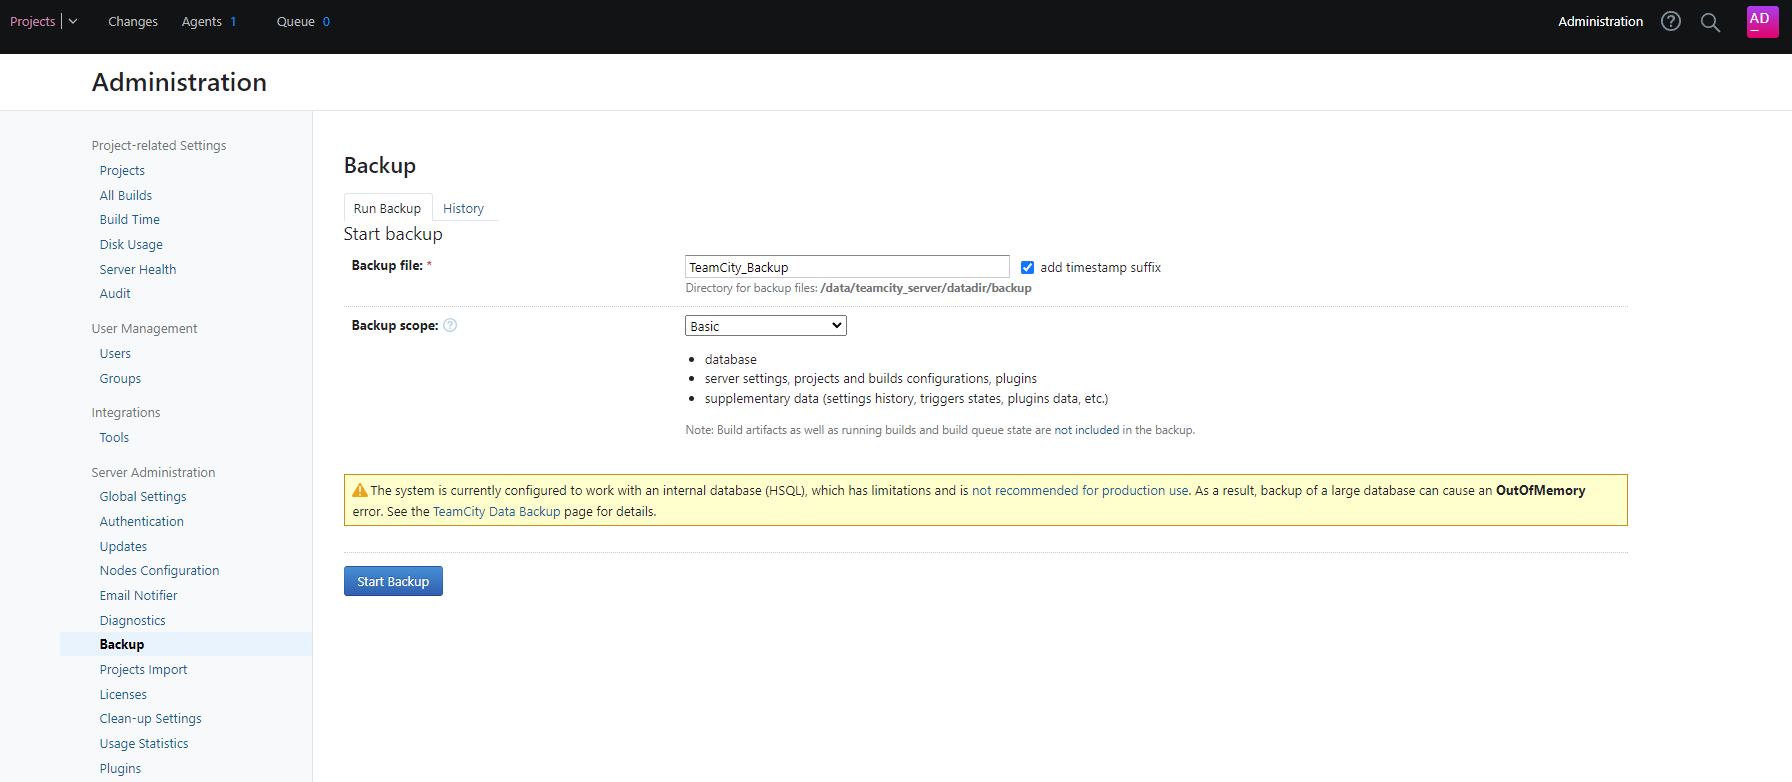 Projects Changes Agents 1 Queue 0 Administration AD
Administration
Project-related Settings
Projects
All Builds
Build Time
Disk Usage
Server Health
Audit
User Management
Users
Groups
Integrations
Tools
Server Administration
Global Settings
Authentication
Updates
Nodes Configuration
Email Notifier
Diagnostics
Backup
Projects Import
Licenses
Clean-up Settings
Usage Statistics
Plugins
Backup
Run Backup History
Start backup
Backup file: * TeamCity_Backup add timestamp suffix
Directory for backup files: /data/teamcity_server/datadir/backup
Backup scope: ? Basic
• database
• server settings, projects and builds configurations, plugins
• supplementary data (settings history, triggers states, plugins data, etc.)
Note: Build artifacts as well as running builds and build queue state are not included in the backup.
The system is currently configured to work with an internal database (HSQL), which has limitations and is not recommended for production use. As a result, backup of a large database can cause an OutOfMemory
error. See the TeamCity Data Backup page for details.
Start Backup